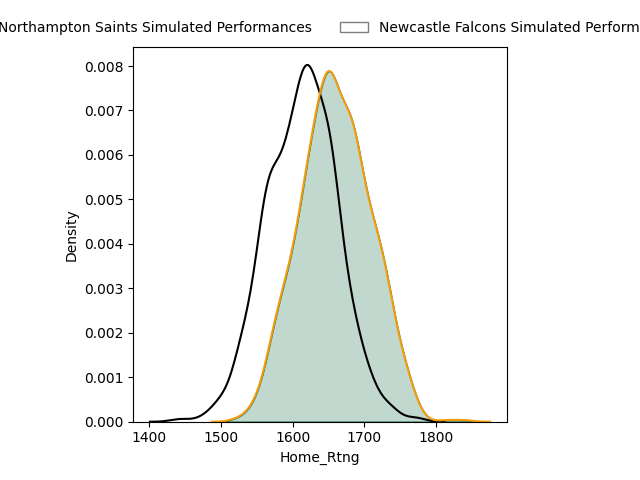 Northampton Saints Simulated Performances Newcastle Falcons Simulated Perform
0.008
0.007
0.006
0.005
0.004
0.003
0.002
0.001
0.000
Density
1400 1500 1600 1700 1800
Home_Rtng